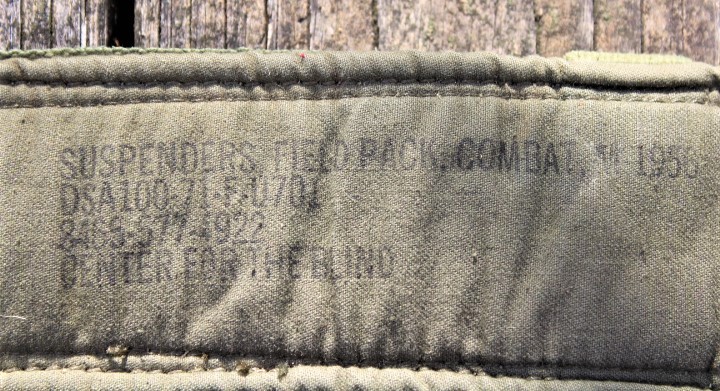 SUSPENDERS, FIELD PACK, COMBAT, M 1956
DSA100-71-F-0701
8465-577-4922
CENTER FOR THE BLIND